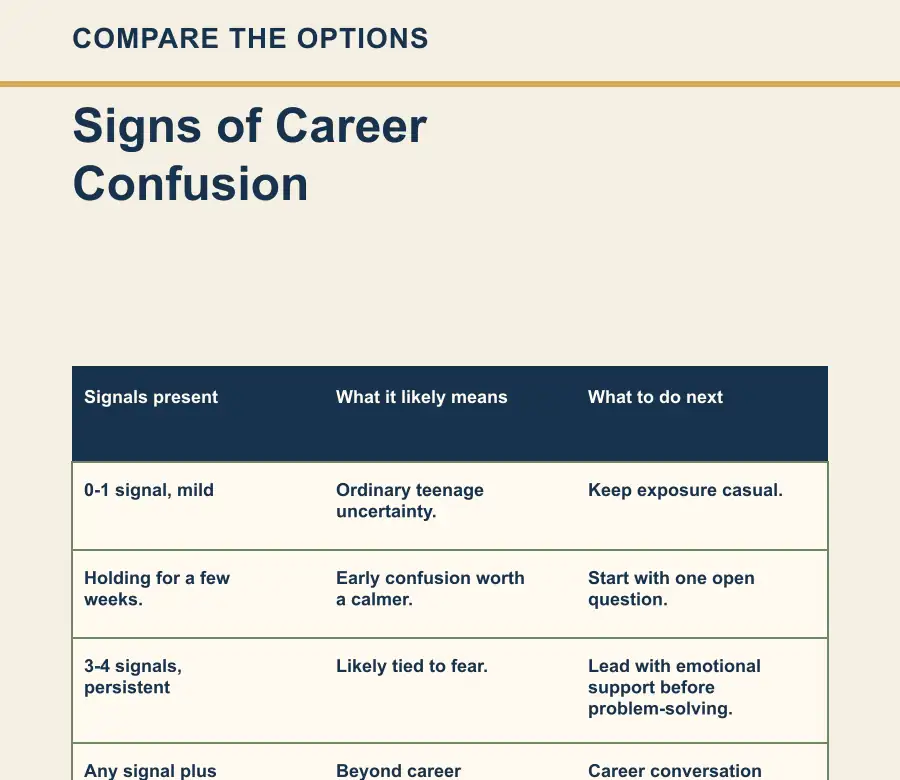 COMPARE THE OPTIONS
Signs of Career
Confusion
Signals present
What it likely means
What to do next
0-1 signal, mild
Ordinary teenage
uncertainty.
Keep exposure casual.
Holding for a few
weeks.
Early confusion worth
a calmer.
Start with one open
question.
3-4 signals,
persistent
Likely tied to fear.
Lead with emotional
support before
problem-solving.
Any signal plus
Beyond career
Career conversation